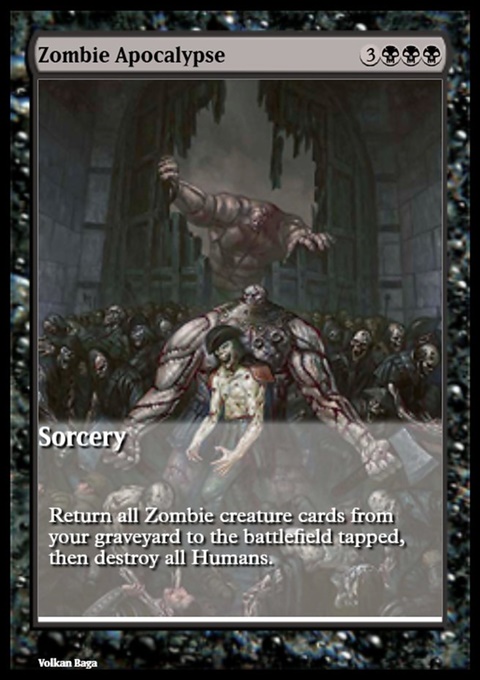 Zombie Apocalypse 3
Sorcery
Return all Zombie creature cards from
your graveyard to the battlefield tapped,
then destroy all Humans.
Volkan Baga